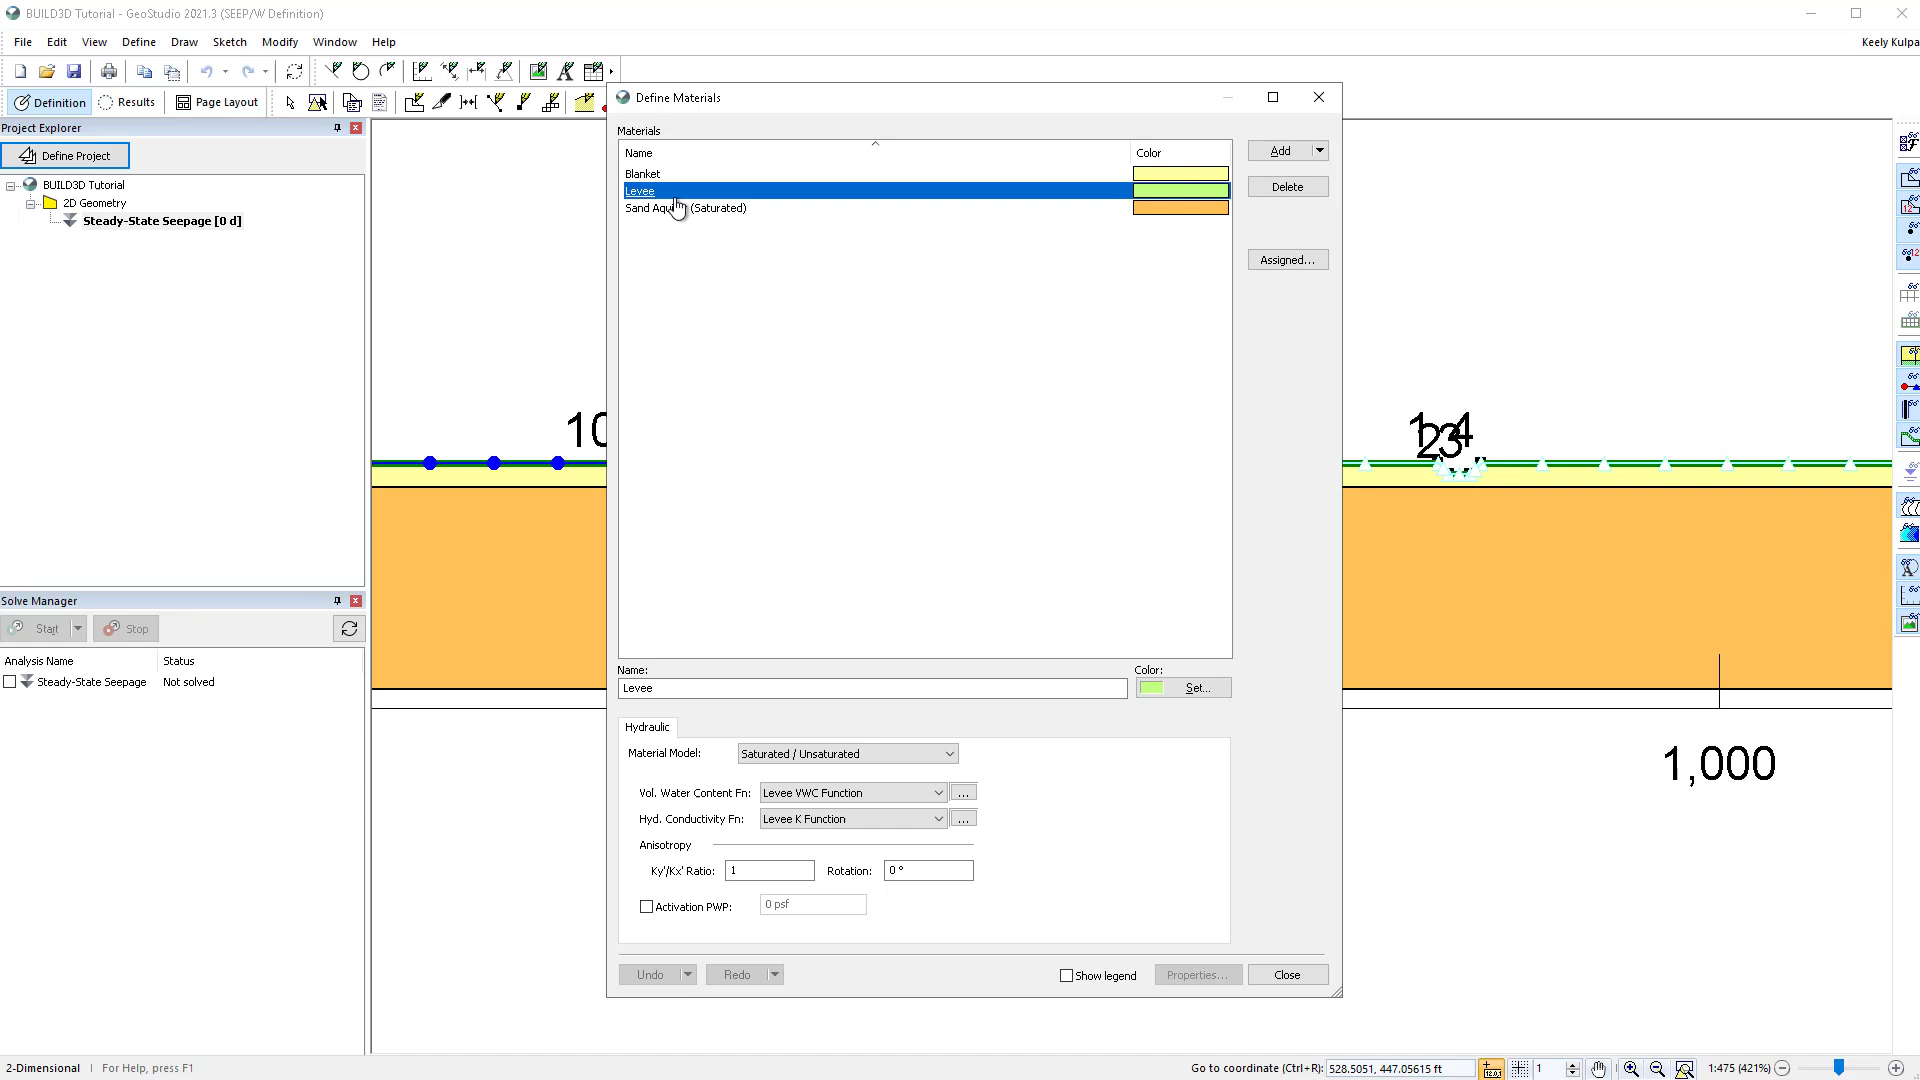 BUILD3D Tutorial - GeoStudio 2021.3 (SEEP/W Definition)
File Edit View Define Draw Sketch Modify Window Help
Keely Kulpa
Definition Results Page Layout
Project Explorer
Define Project
BUILD3D Tutorial
2D Geometry
Steady-State Seepage [0 d]
Solve Manager
Start Stop
Analysis Name Status
Steady-State Seepage Not solved
Define Materials
Materials
Name Color
Blanket
Levee
Sand (Saturated)
Add
Delete
Assigned...
Name: Color:
Levee Set...
Hydraulic
Material Model: Saturated / Unsaturated
Vol. Water Content Fn: Levee VWC Function ...
Hyd. Conductivity Fn: Levee K Function ...
Anisotropy
Ky'/Kx' Ratio: 1 Rotation: 0 °
Activation PWP: 0 psf
Undo Redo Show legend Properties... Close
10
1,000
2-Dimensional For Help, press F1
Go to coordinate (Ctrl+R): 528.5051, 447.05615 ft 1 1:475 (421%)